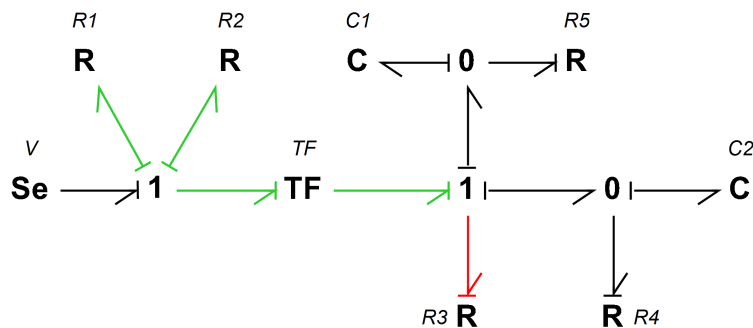 R1 R2 C1 R5
R R C 0 R
V TF C2
Se 1 TF 1 0 C
R3 R R R4